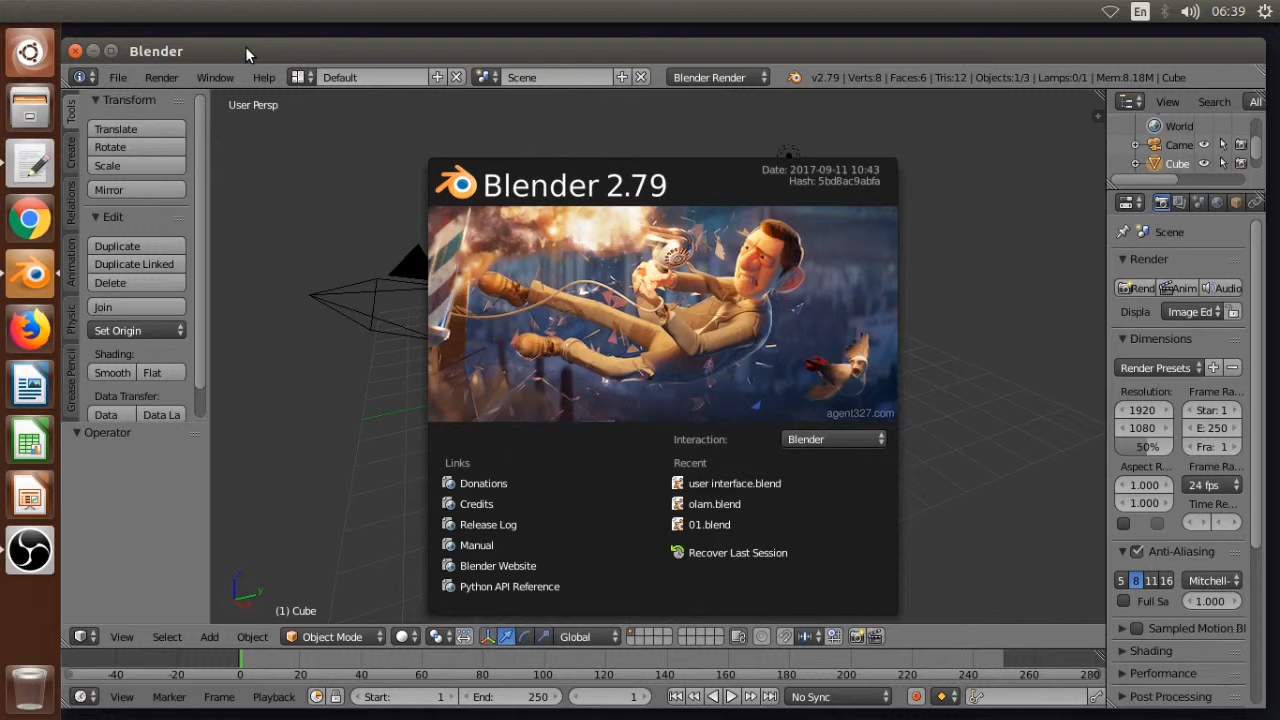 En 06:39
Blender
File Render Window Help Default Scene Blender Render v2.79 | Verts:8 | Faces:6 | Tris:12 | Objects:1/3 | Lamps:0/1 | Mem:8.18M | Cube
Tools
Create
Relations
Animation
Physic
Grease Pencil
Transform
Translate
Rotate
Scale
Mirror
Edit
Duplicate
Duplicate Linked
Delete
Join
Set Origin
Shading:
Smooth Flat
Data Transfer:
Data Data La
Operator
User Persp
Blender 2.79
Date: 2017-09-11 10:43
Hash: 5bd8ac9abfa
agent327.com
Interaction: Blender
Links
Donations
Credits
Release Log
Manual
Blender Website
Python API Reference
Recent
user interface.blend
olam.blend
01.blend
Recover Last Session
(1) Cube
View Search All
World
Came
Cube
Scene
Render
Rend Anim Audio
Displa Image Ed
Dimensions
Render Presets
Resolution: Frame Ra
1920 Star: 1
1080 E: 250
50% Fra: 1
Aspect R... Frame Ra
1.000 24 fps
1.000 Time Re...
Anti-Aliasing
5 8 11 16 Mitchell-
Full Sa 1.000
Sampled Motion Bl
Shading
Performance
Post Processing
View Select Add Object Object Mode Global
-40 -20 0 20 40 60 80 100 120 140 160 180 200 220 240 260 280
View Marker Frame Playback Start: 1 End: 250 1 No Sync